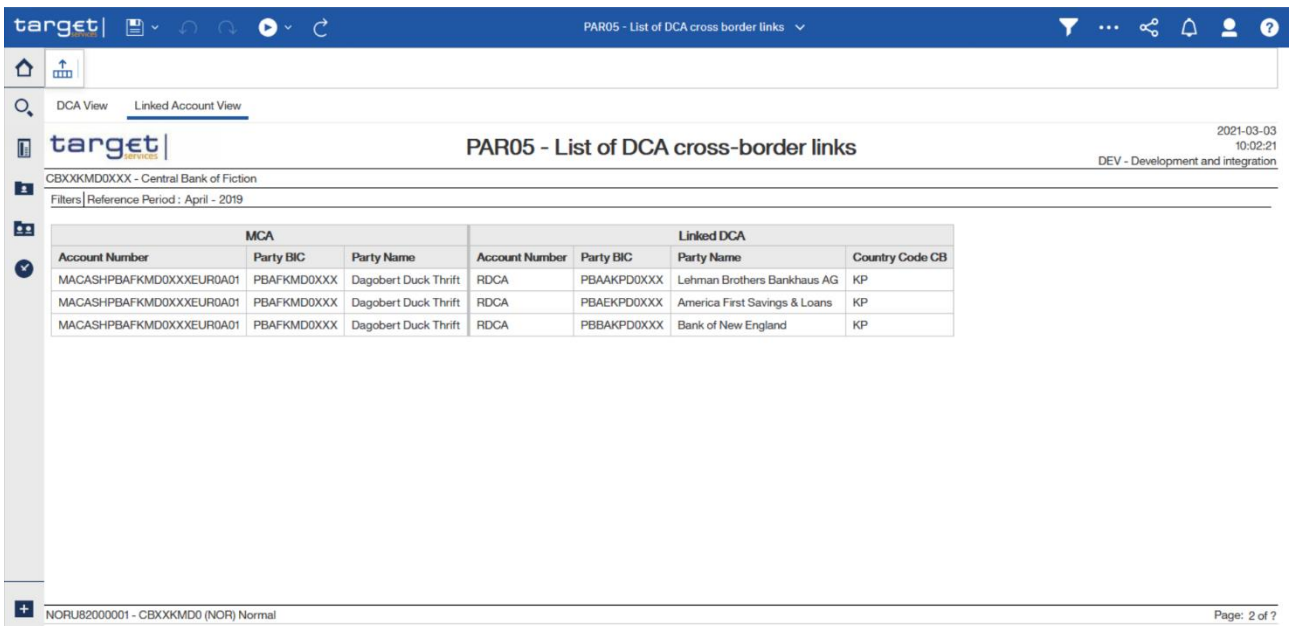 target| services PAR05 - List of DCA cross border links ... ?
DCA View Linked Account View
target| services PAR05 - List of DCA cross-border links 2021-03-03
10:02:21
DEV - Development and integration
CBXXKMD0XXX - Central Bank of Fiction
Filters Reference Period : April - 2019
MCA Linked DCA
Account Number Party BIC Party Name Account Number Party BIC Party Name Country Code CB
MACASHPBAFKMD0XXXEUR0A01 PBAFKMD0XXX Dagobert Duck Thrift RDCA PBAAKPD0XXX Lehman Brothers Bankhaus AG KP
MACASHPBAFKMD0XXXEUR0A01 PBAFKMD0XXX Dagobert Duck Thrift RDCA PBAEKPD0XXX America First Savings & Loans KP
MACASHPBAFKMD0XXXEUR0A01 PBAFKMD0XXX Dagobert Duck Thrift RDCA PBBAKPD0XXX Bank of New England KP
NORU82000001 - CBXXKMD0 (NOR) Normal Page: 2 of ?